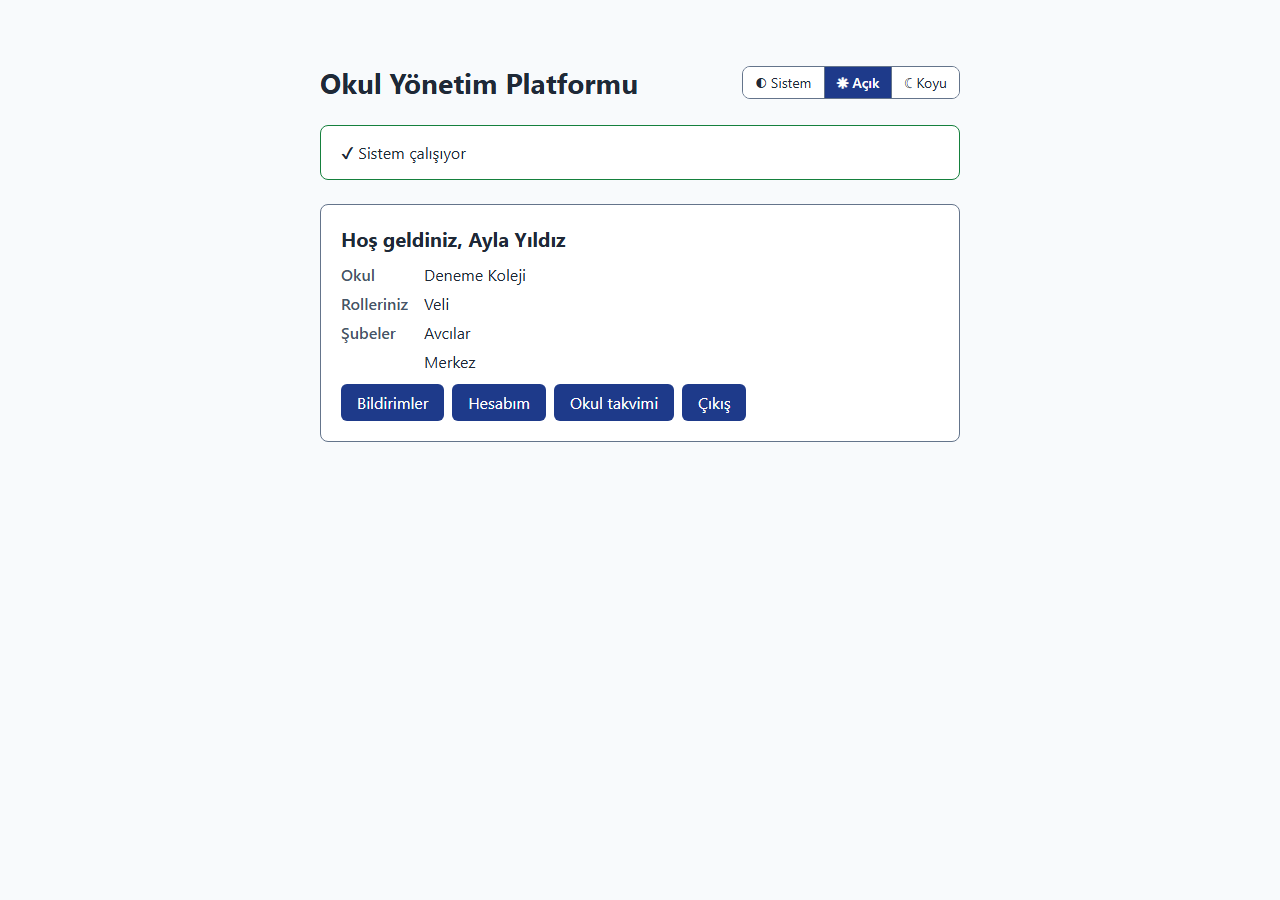 Okul Yönetim Platformu
◐ Sistem ✸ Açık ☾ Koyu
✓ Sistem çalışıyor
Hoş geldiniz, Ayla Yıldız
Okul Deneme Koleji
Rolleriniz Veli
Şubeler Avcılar
Merkez
Bildirimler Hesabım Okul takvimi Çıkış